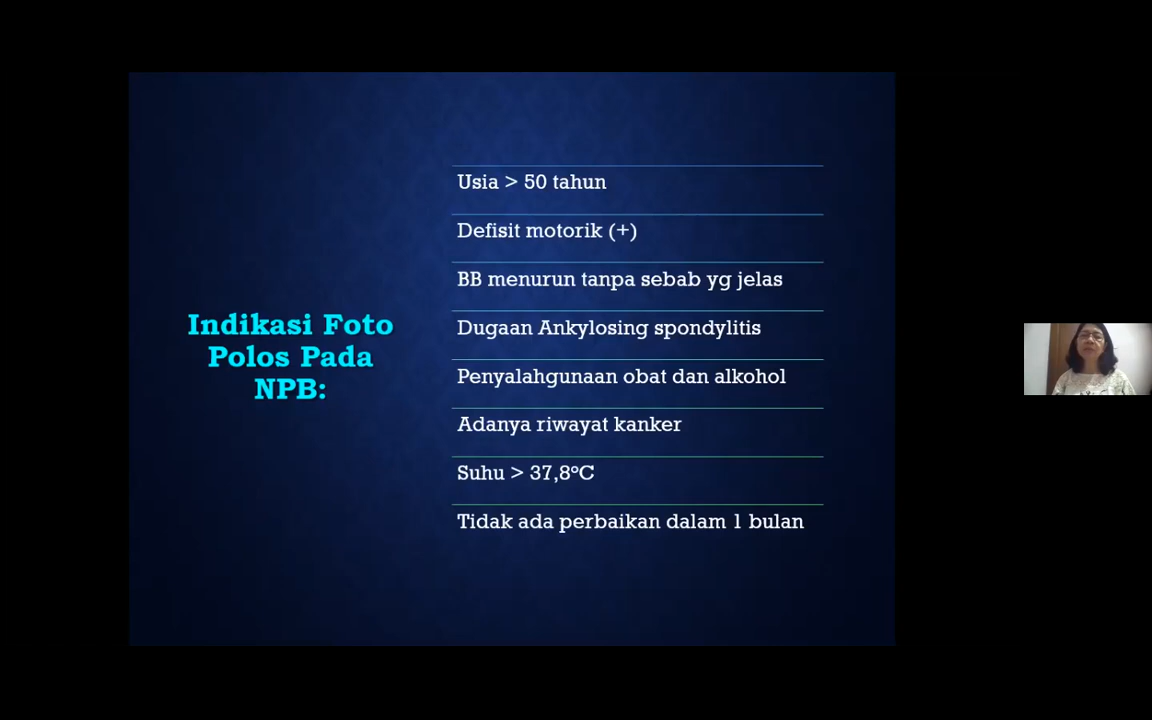 Indikasi Foto
Polos Pada
NPB:
Usia > 50 tahun
Defisit motorik (+)
BB menurun tanpa sebab yg jelas
Dugaan Ankylosing spondylitis
Penyalahgunaan obat dan alkohol
Adanya riwayat kanker
Suhu > 37,8°C
Tidak ada perbaikan dalam 1 bulan